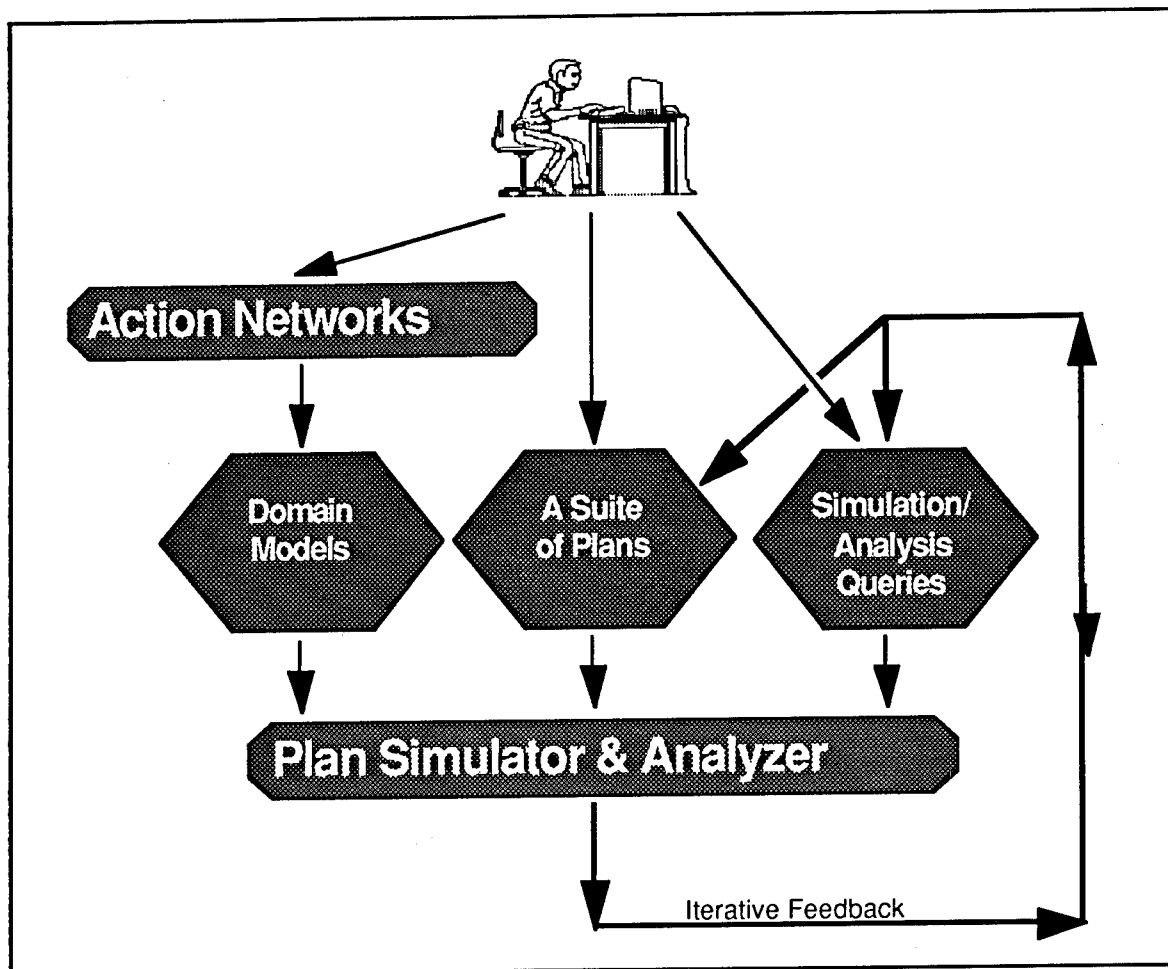 Action Networks
Domain
Models
A Suite
of Plans
Simulation/
Analysis
Queries
Plan Simulator & Analyzer
Iterative Feedback